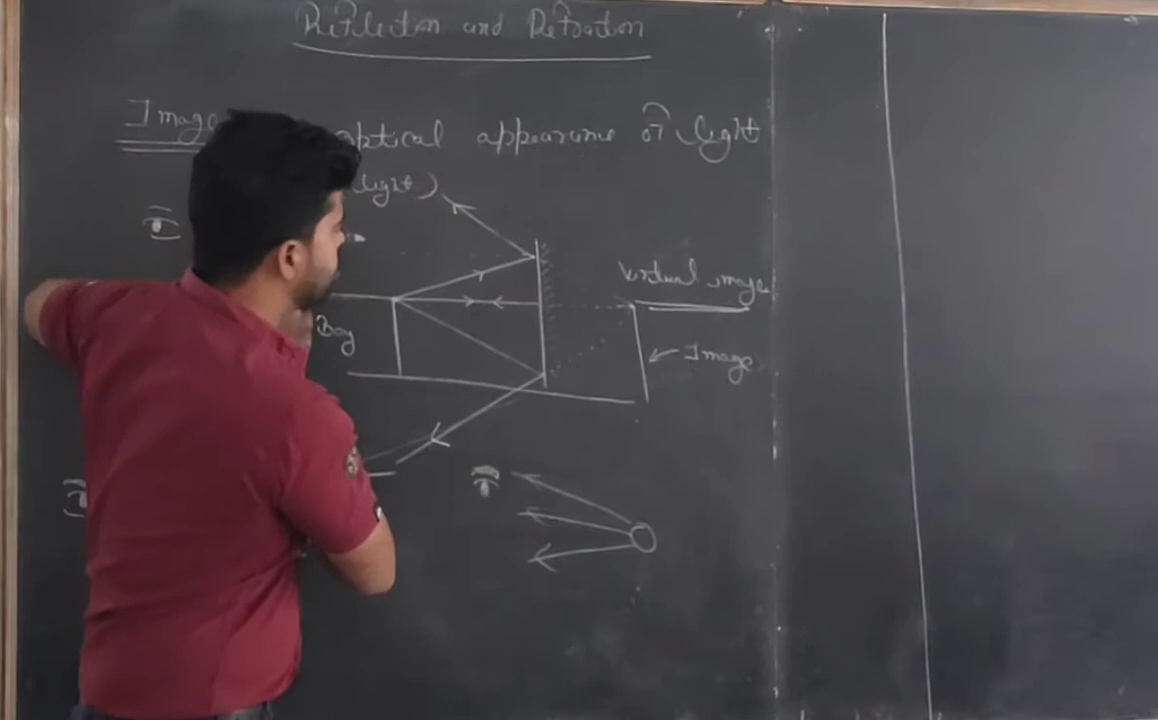 Reflection and Refraction
Image optical appearance of light
light)
Virtual image
Boy
Image